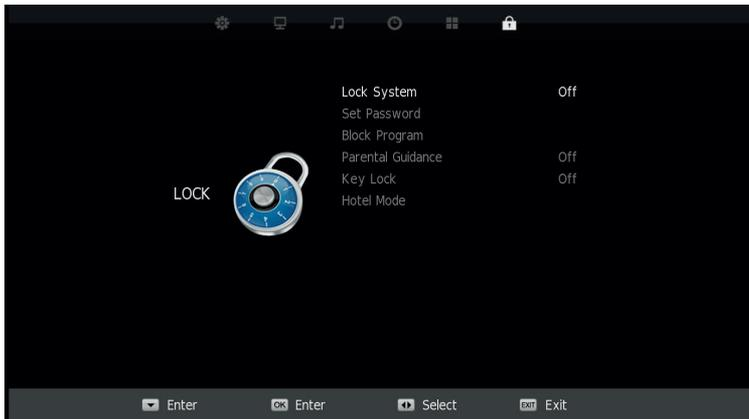 Lock System Off
Set Password
Block Program
Parental Guidance Off
Key Lock Off
Hotel Mode
LOCK
Enter OK Enter Select EXIT Exit